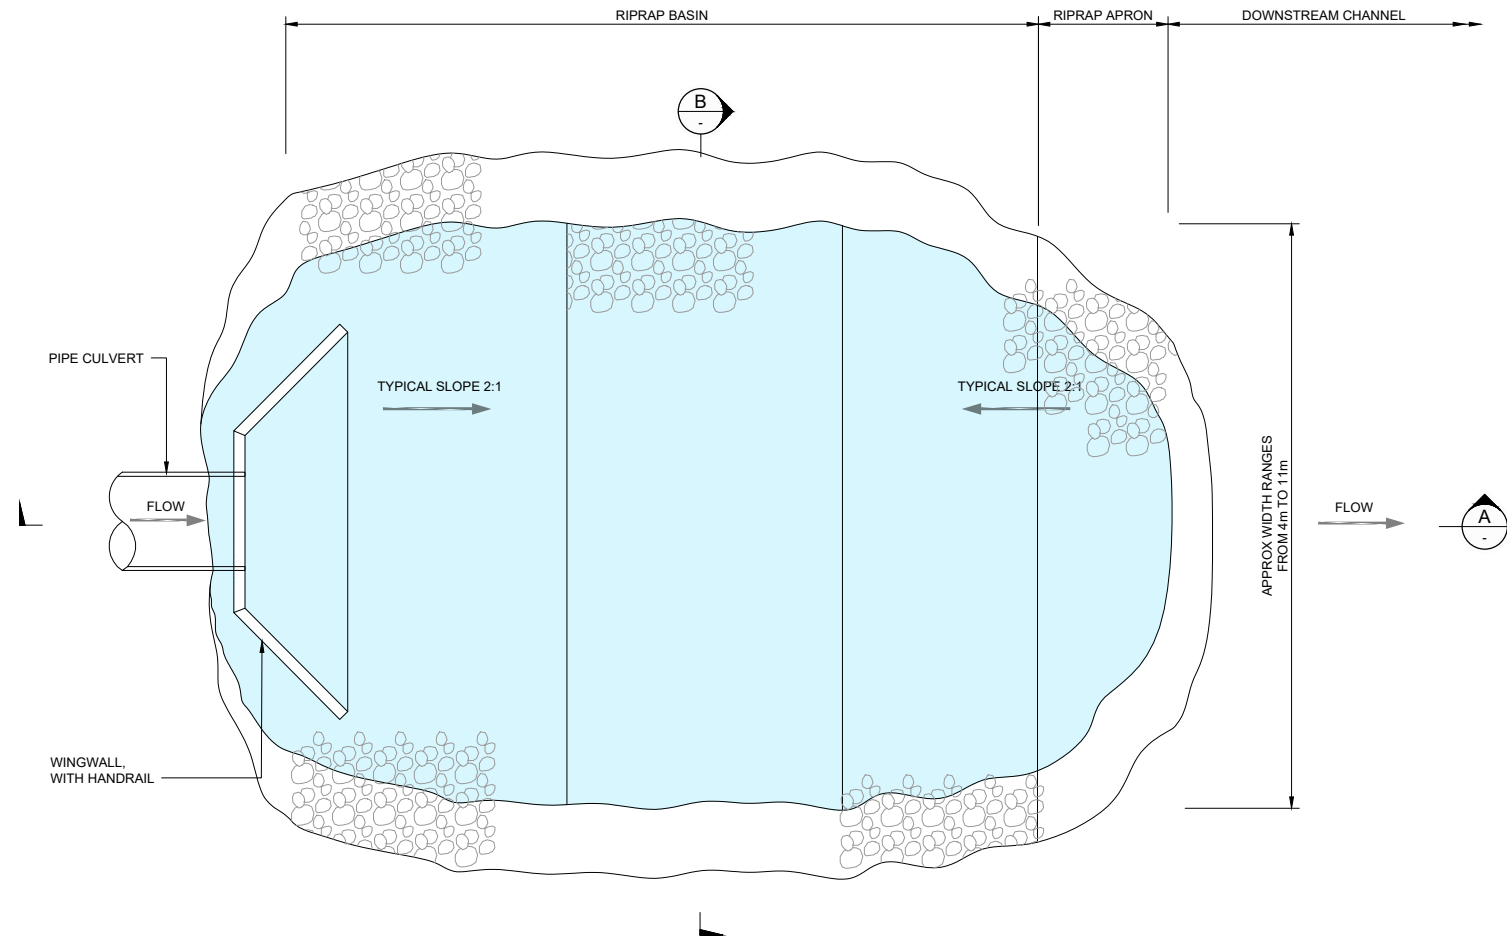 RIPRAP BASIN
RIPRAP APRON
DOWNSTREAM CHANNEL
B
-
PIPE CULVERT
TYPICAL SLOPE 2:1
TYPICAL SLOPE 2:1
FLOW
APPROX WIDTH RANGES
FROM 4m TO 11m
FLOW
A
-
WINGWALL,
WITH HANDRAIL